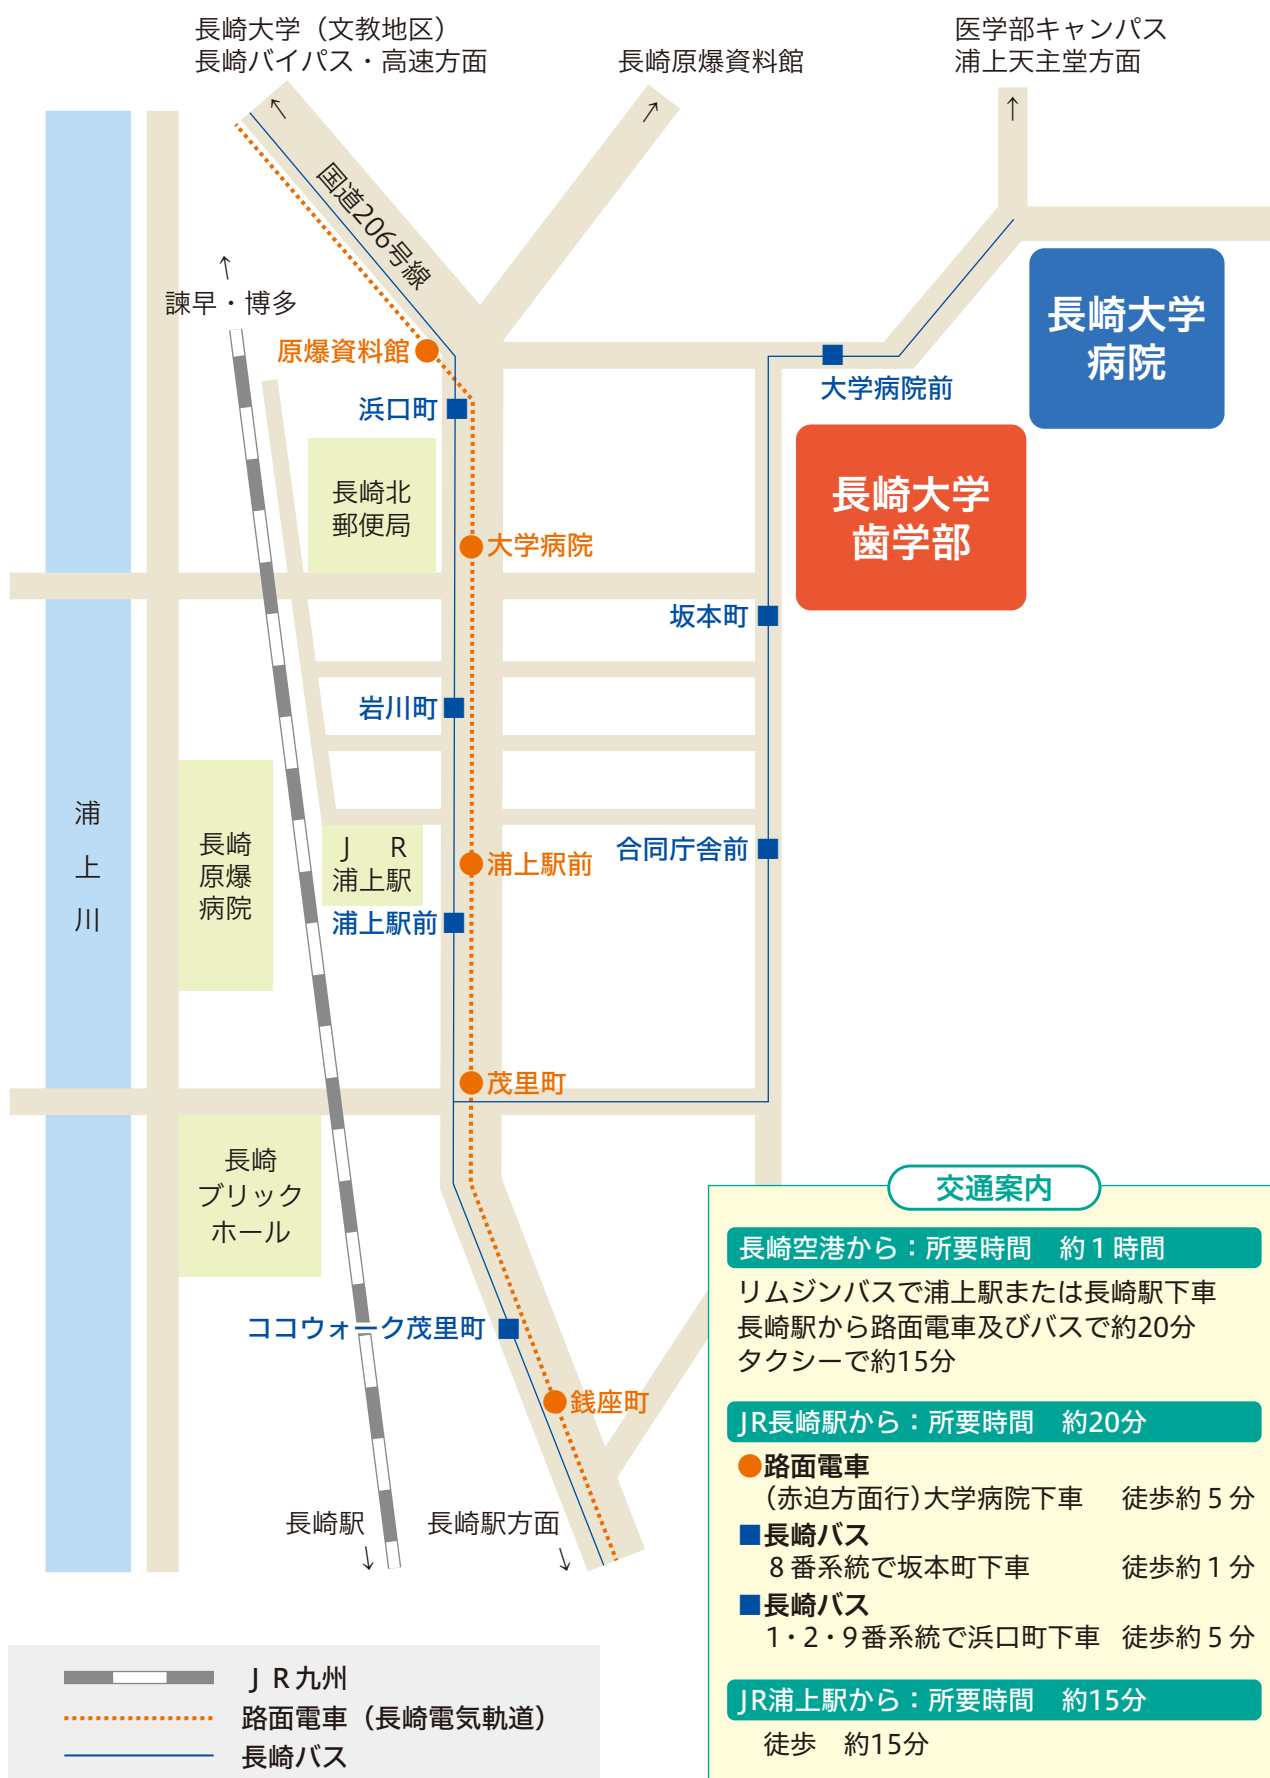 長崎大学（文教地区）
長崎バイパス・高速方面
長崎原爆資料館
医学部キャンパス
浦上天主堂方面
↑
↑
↑
国道206号線
↑
諫早・博多
原爆資料館
浜口町
大学病院前
長崎大学
病院
長崎大学
歯学部
長崎北
郵便局
大学病院
坂本町
岩川町
浦上川
長崎
原爆
病院
J R
浦上駅
浦上駅前
合同庁舎前
浦上駅前
茂里町
長崎
ブリック
ホール
ココウォーク茂里町
銭座町
長崎駅
↓
長崎駅方面
↓
交通案内
長崎空港から：所要時間　約１時間
リムジンバスで浦上駅または長崎駅下車
長崎駅から路面電車及びバスで約20分
タクシーで約15分
JR長崎駅から：所要時間　約20分
●路面電車
(赤迫方面行)大学病院下車　徒歩約５分
■長崎バス
８番系統で坂本町下車　徒歩約１分
■長崎バス
1・2・9番系統で浜口町下車　徒歩約５分
JR浦上駅から：所要時間　約15分
徒歩　約15分
ＪＲ九州
路面電車（長崎電気軌道）
長崎バス